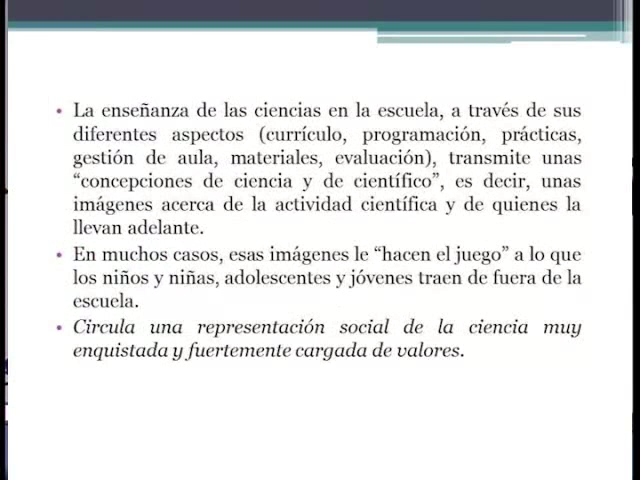 • La enseñanza de las ciencias en la escuela, a través de sus
diferentes aspectos (currículo, programación, prácticas,
gestión de aula, materiales, evaluación), transmite unas
“concepciones de ciencia y de científico”, es decir, unas
imágenes acerca de la actividad científica y de quienes la
llevan adelante.
• En muchos casos, esas imágenes le “hacen el juego” a lo que
los niños y niñas, adolescentes y jóvenes traen de fuera de la
escuela.
• Circula una representación social de la ciencia muy
enquistada y fuertemente cargada de valores.